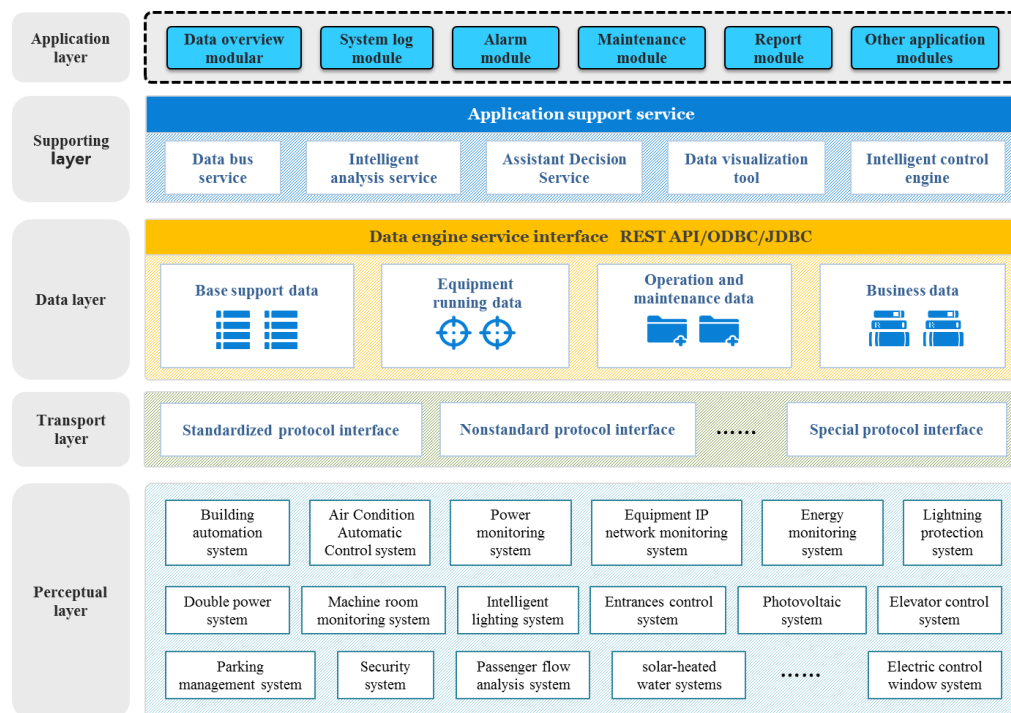 Application
layer
Data overview
modular
System log
module
Alarm
module
Maintenance
module
Report
module
Other application
modules
Supporting
layer
Application support service
Data bus
service
Intelligent
analysis service
Assistant Decision
Service
Data visualization
tool
Intelligent control
engine
Data layer
Data engine service interface REST API/ODBC/JDBC
Base support data
Equipment
running data
Operation and
maintenance data
Business data
Transport
layer
Standardized protocol interface
Nonstandard protocol interface
……
Special protocol interface
Perceptual
layer
Building
automation
system
Air Condition
Automatic
Control system
Power
monitoring
system
Equipment IP
network monitoring
system
Energy
monitoring
system
Lightning
protection
system
Double power
system
Machine room
monitoring system
Intelligent
lighting system
Entrances control
system
Photovoltaic
system
Elevator control
system
Parking
management system
Security
system
Passenger flow
analysis system
solar-heated
water systems
……
Electric control
window system